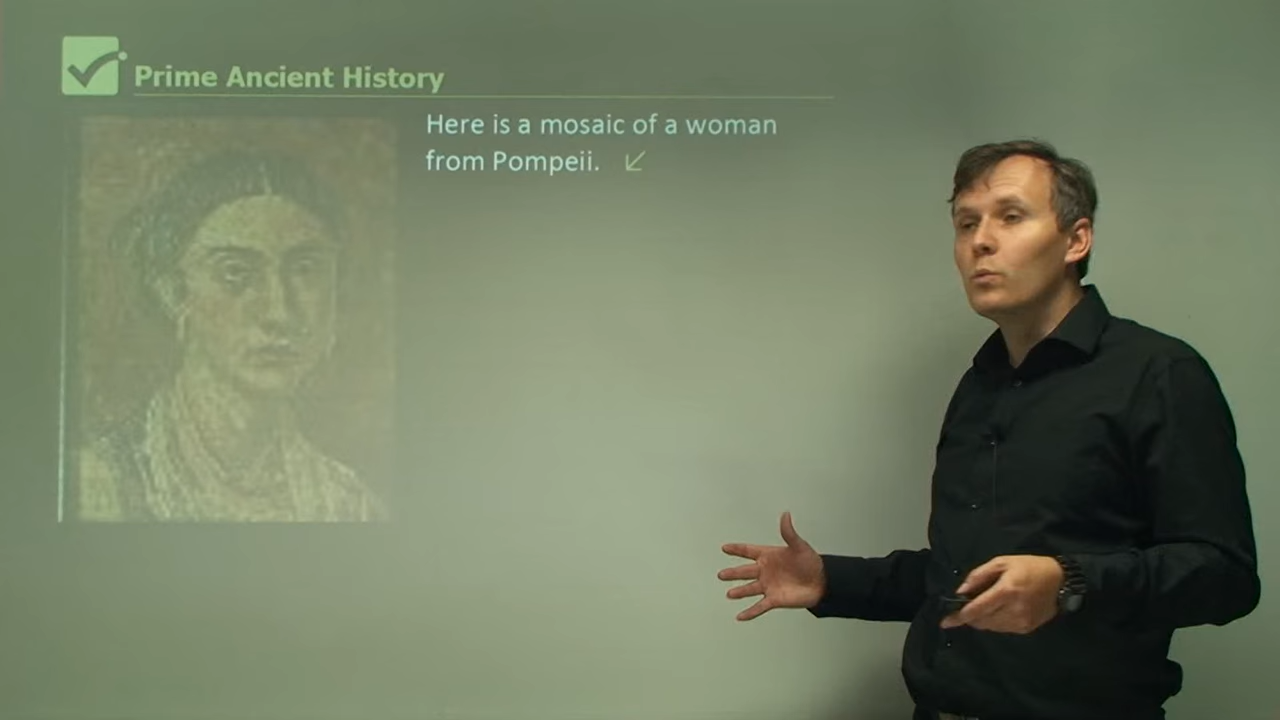 Prime Ancient History
Here is a mosaic of a woman
from Pompeii.